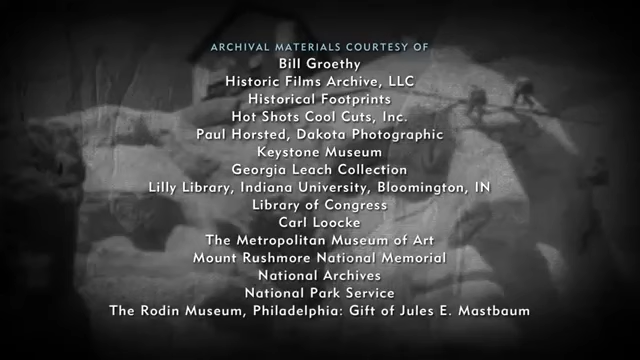 ARCHIVAL MATERIALS COURTESY OF
Bill Groethy
Historic Films Archive, LLC
Historical Footprints
Hot Shots Cool Cuts, Inc.
Paul Horsted, Dakota Photographic
Keystone Museum
Georgia Leach Collection
Lilly Library, Indiana University, Bloomington, IN
Library of Congress
Carl Loocke
The Metropolitan Museum of Art
Mount Rushmore National Memorial
National Archives
National Park Service
The Rodin Museum, Philadelphia: Gift of Jules E. Mastbaum